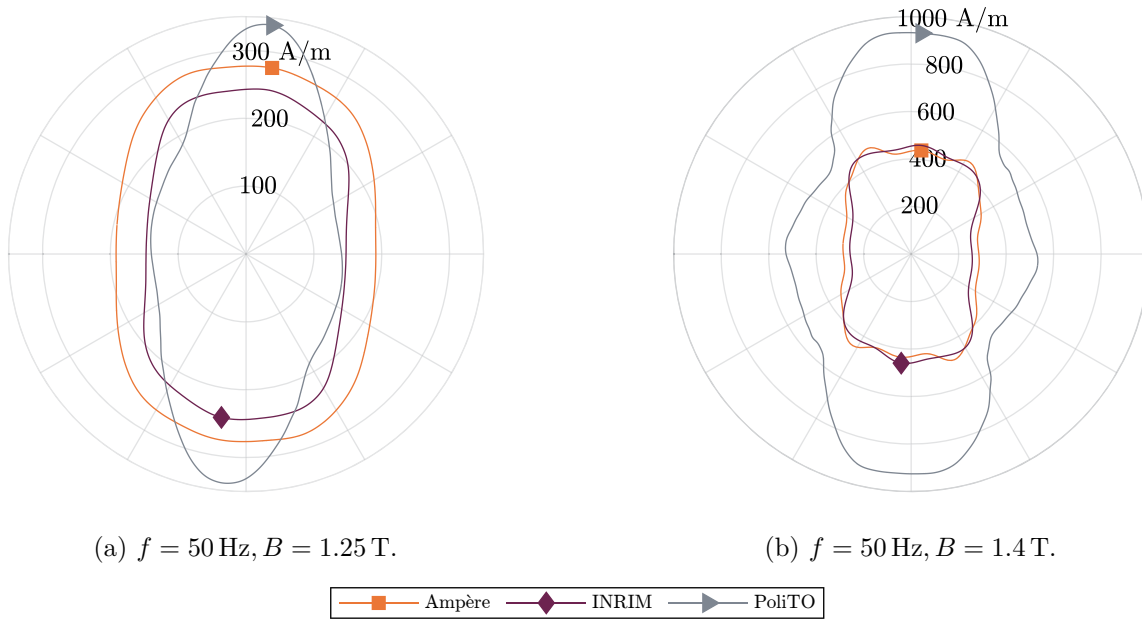 300 A/m
200
100
1000 A/m
800
600
400
200
(a) f = 50 Hz, B = 1.25 T.
(b) f = 50 Hz, B = 1.4 T.
Ampère INRIM PoliTO